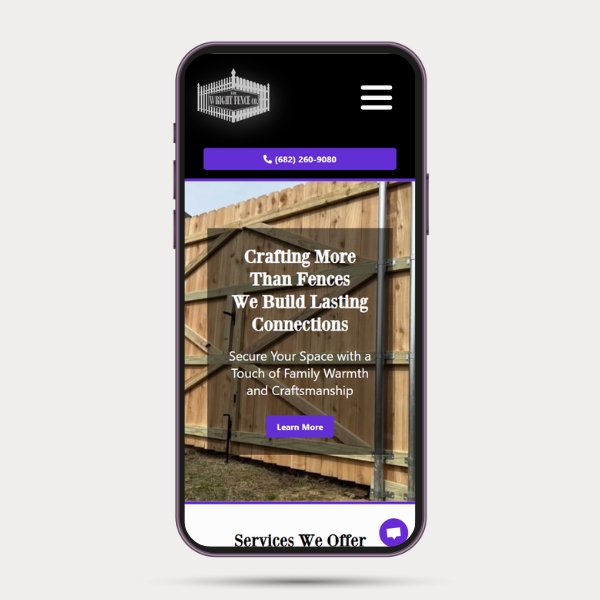 THE
WRIGHT FENCE CO.
(682) 260-9080
Crafting More
Than Fences
We Build Lasting
Connections
Secure Your Space with a
Touch of Family Warmth
and Craftsmanship
Learn More
Services We Offer